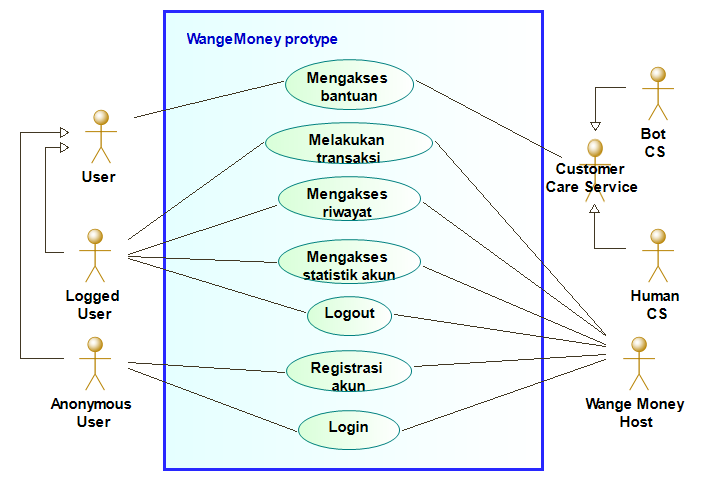 WangeMoney protype
Mengakses
bantuan
Melakukan
transaksi
Mengakses
riwayat
Mengakses
statistik akun
Logout
Registrasi
akun
Login
User
Logged
User
Anonymous
User
Bot
CS
Customer
Care Service
Human
CS
Wange Money
Host